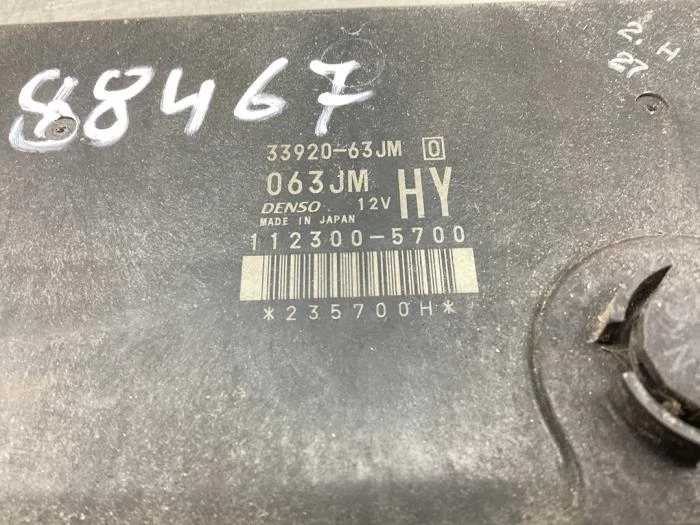 88467
2. H
27
33920-63JM 0
063JM HY
DENSO 12V
MADE IN JAPAN
112300-5700
*235700H*